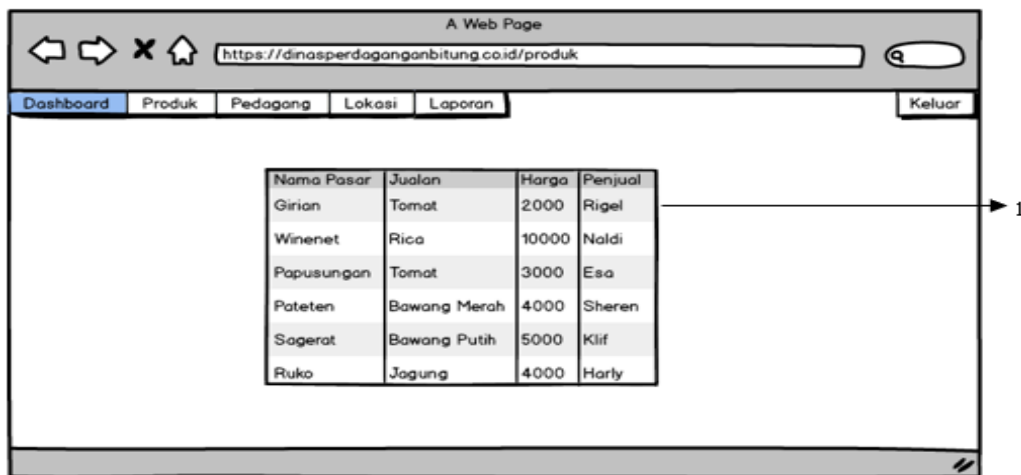 A Web Page
https://dinasperdaganganbitung.co.id/produk
Dashboard Produk Pedagang Lokasi Laporan Keluar
Nama Pasar Jualan Harga Penjual
Girian Tomat 2000 Rigel 1
Winenet Rica 10000 Naldi
Papusungan Tomat 3000 Esa
Pateten Bawang Merah 4000 Sheren
Sagerat Bawang Putih 5000 Klif
Ruko Jagung 4000 Harly